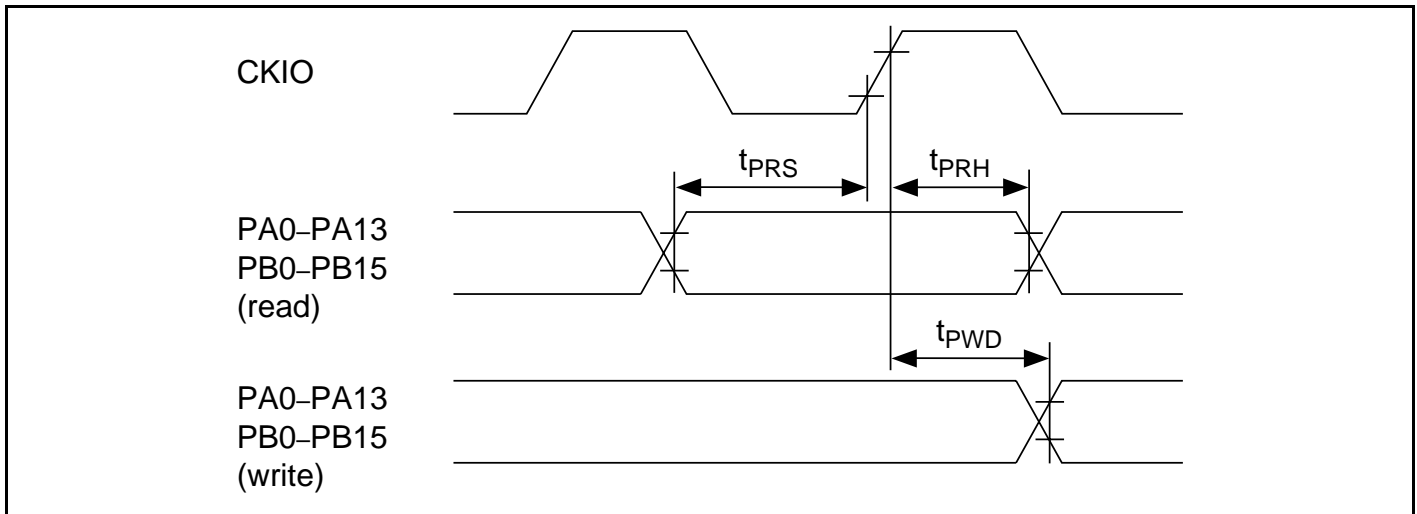 CKIO
tPRS
tPRH
PA0–PA13
PB0–PB15
(read)
tPWD
PA0–PA13
PB0–PB15
(write)